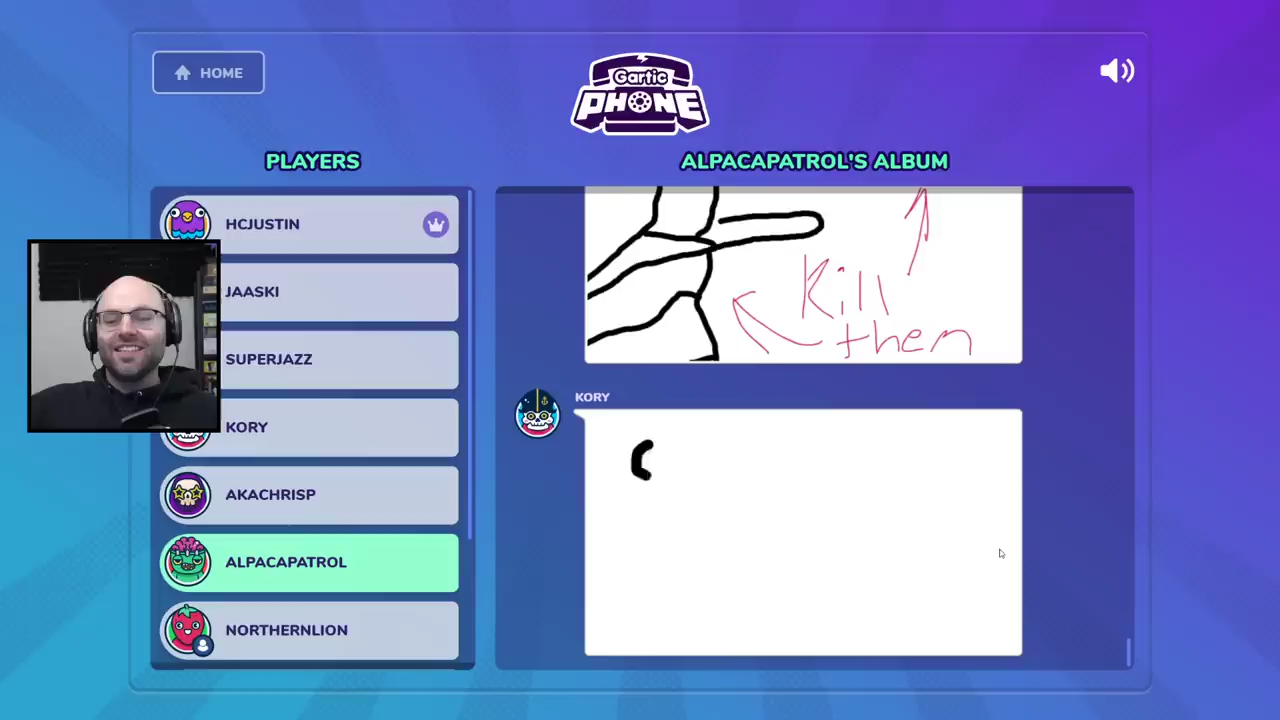 HOME
Gartic
PHONE
PLAYERS
HCJUSTIN
JAASKI
SUPERJAZZ
KORY
AKACHRISP
ALPACAPATROL
NORTHERNLION
ALPACAPATROL'S ALBUM
Kill
them
KORY